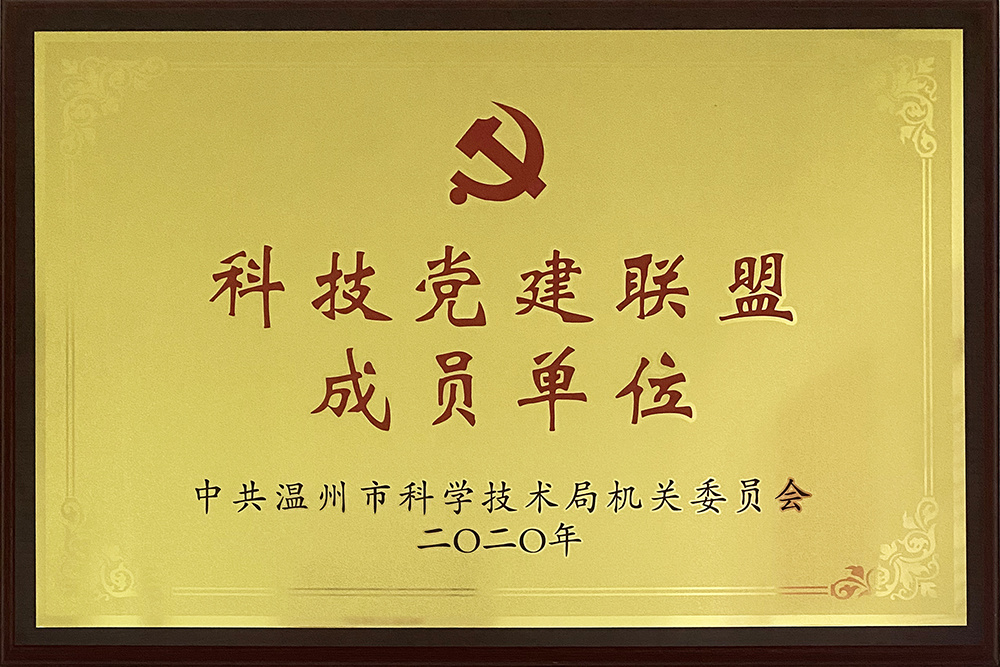 科技党建联盟
成员单位
中共温州市科学技术局机关委员会
二〇二〇年